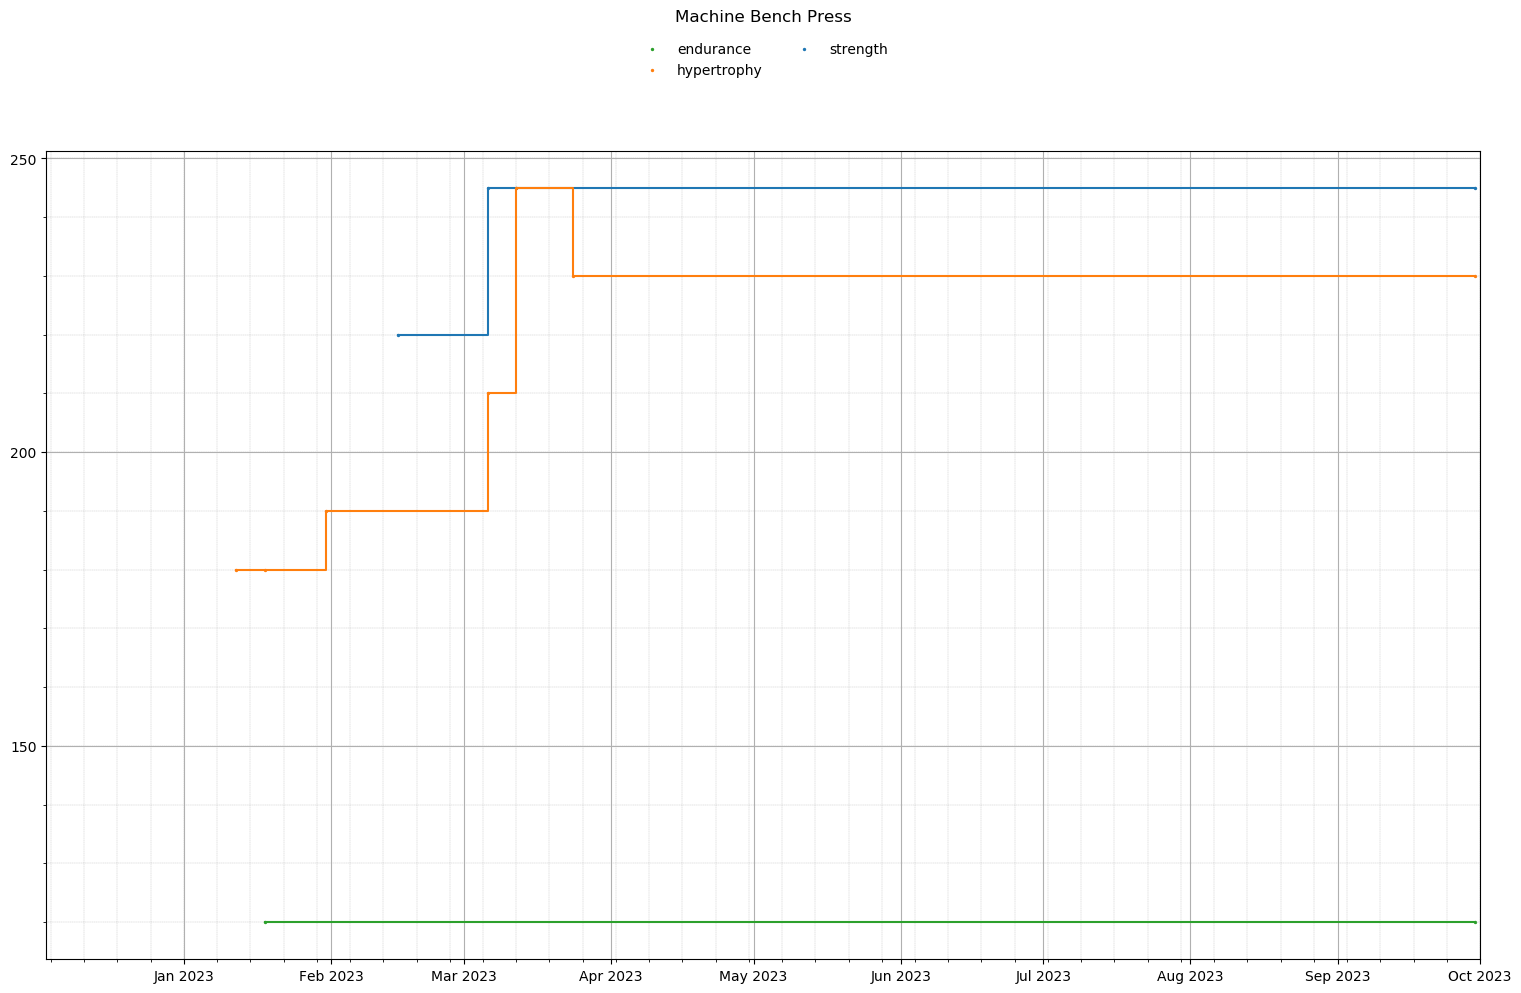 Machine Bench Press
endurance strength
hypertrophy
250
200
150
Jan 2023 Feb 2023 Mar 2023 Apr 2023 May 2023 Jun 2023 Jul 2023 Aug 2023 Sep 2023 Oct 2023